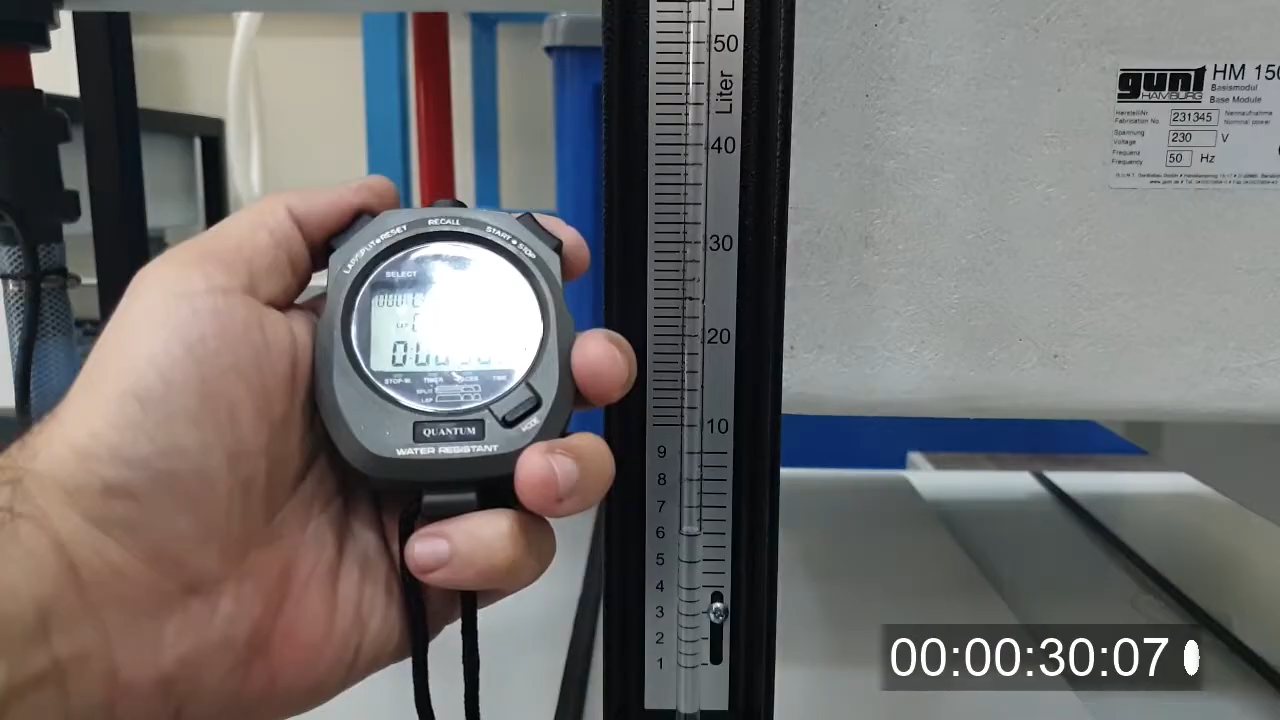 50
Liter
40
30
20
10
9
8
7
6
5
4
3
2
1
LAP/SPLIT●RESET
RECALL
START●STOP
SELECT
STOP-W
TIMER
PACER
TIME
SPLIT
LAP
MODE
QUANTUM
WATER RESISTANT
gunt
HAMBURG
HM 150
Basismodul
Base Module
Fabrication No.
231345
Nennaufnahme
Nominal power
Spannung
Voltage
230 V
Frequenz
Frequency
50 Hz
00:00:30:07